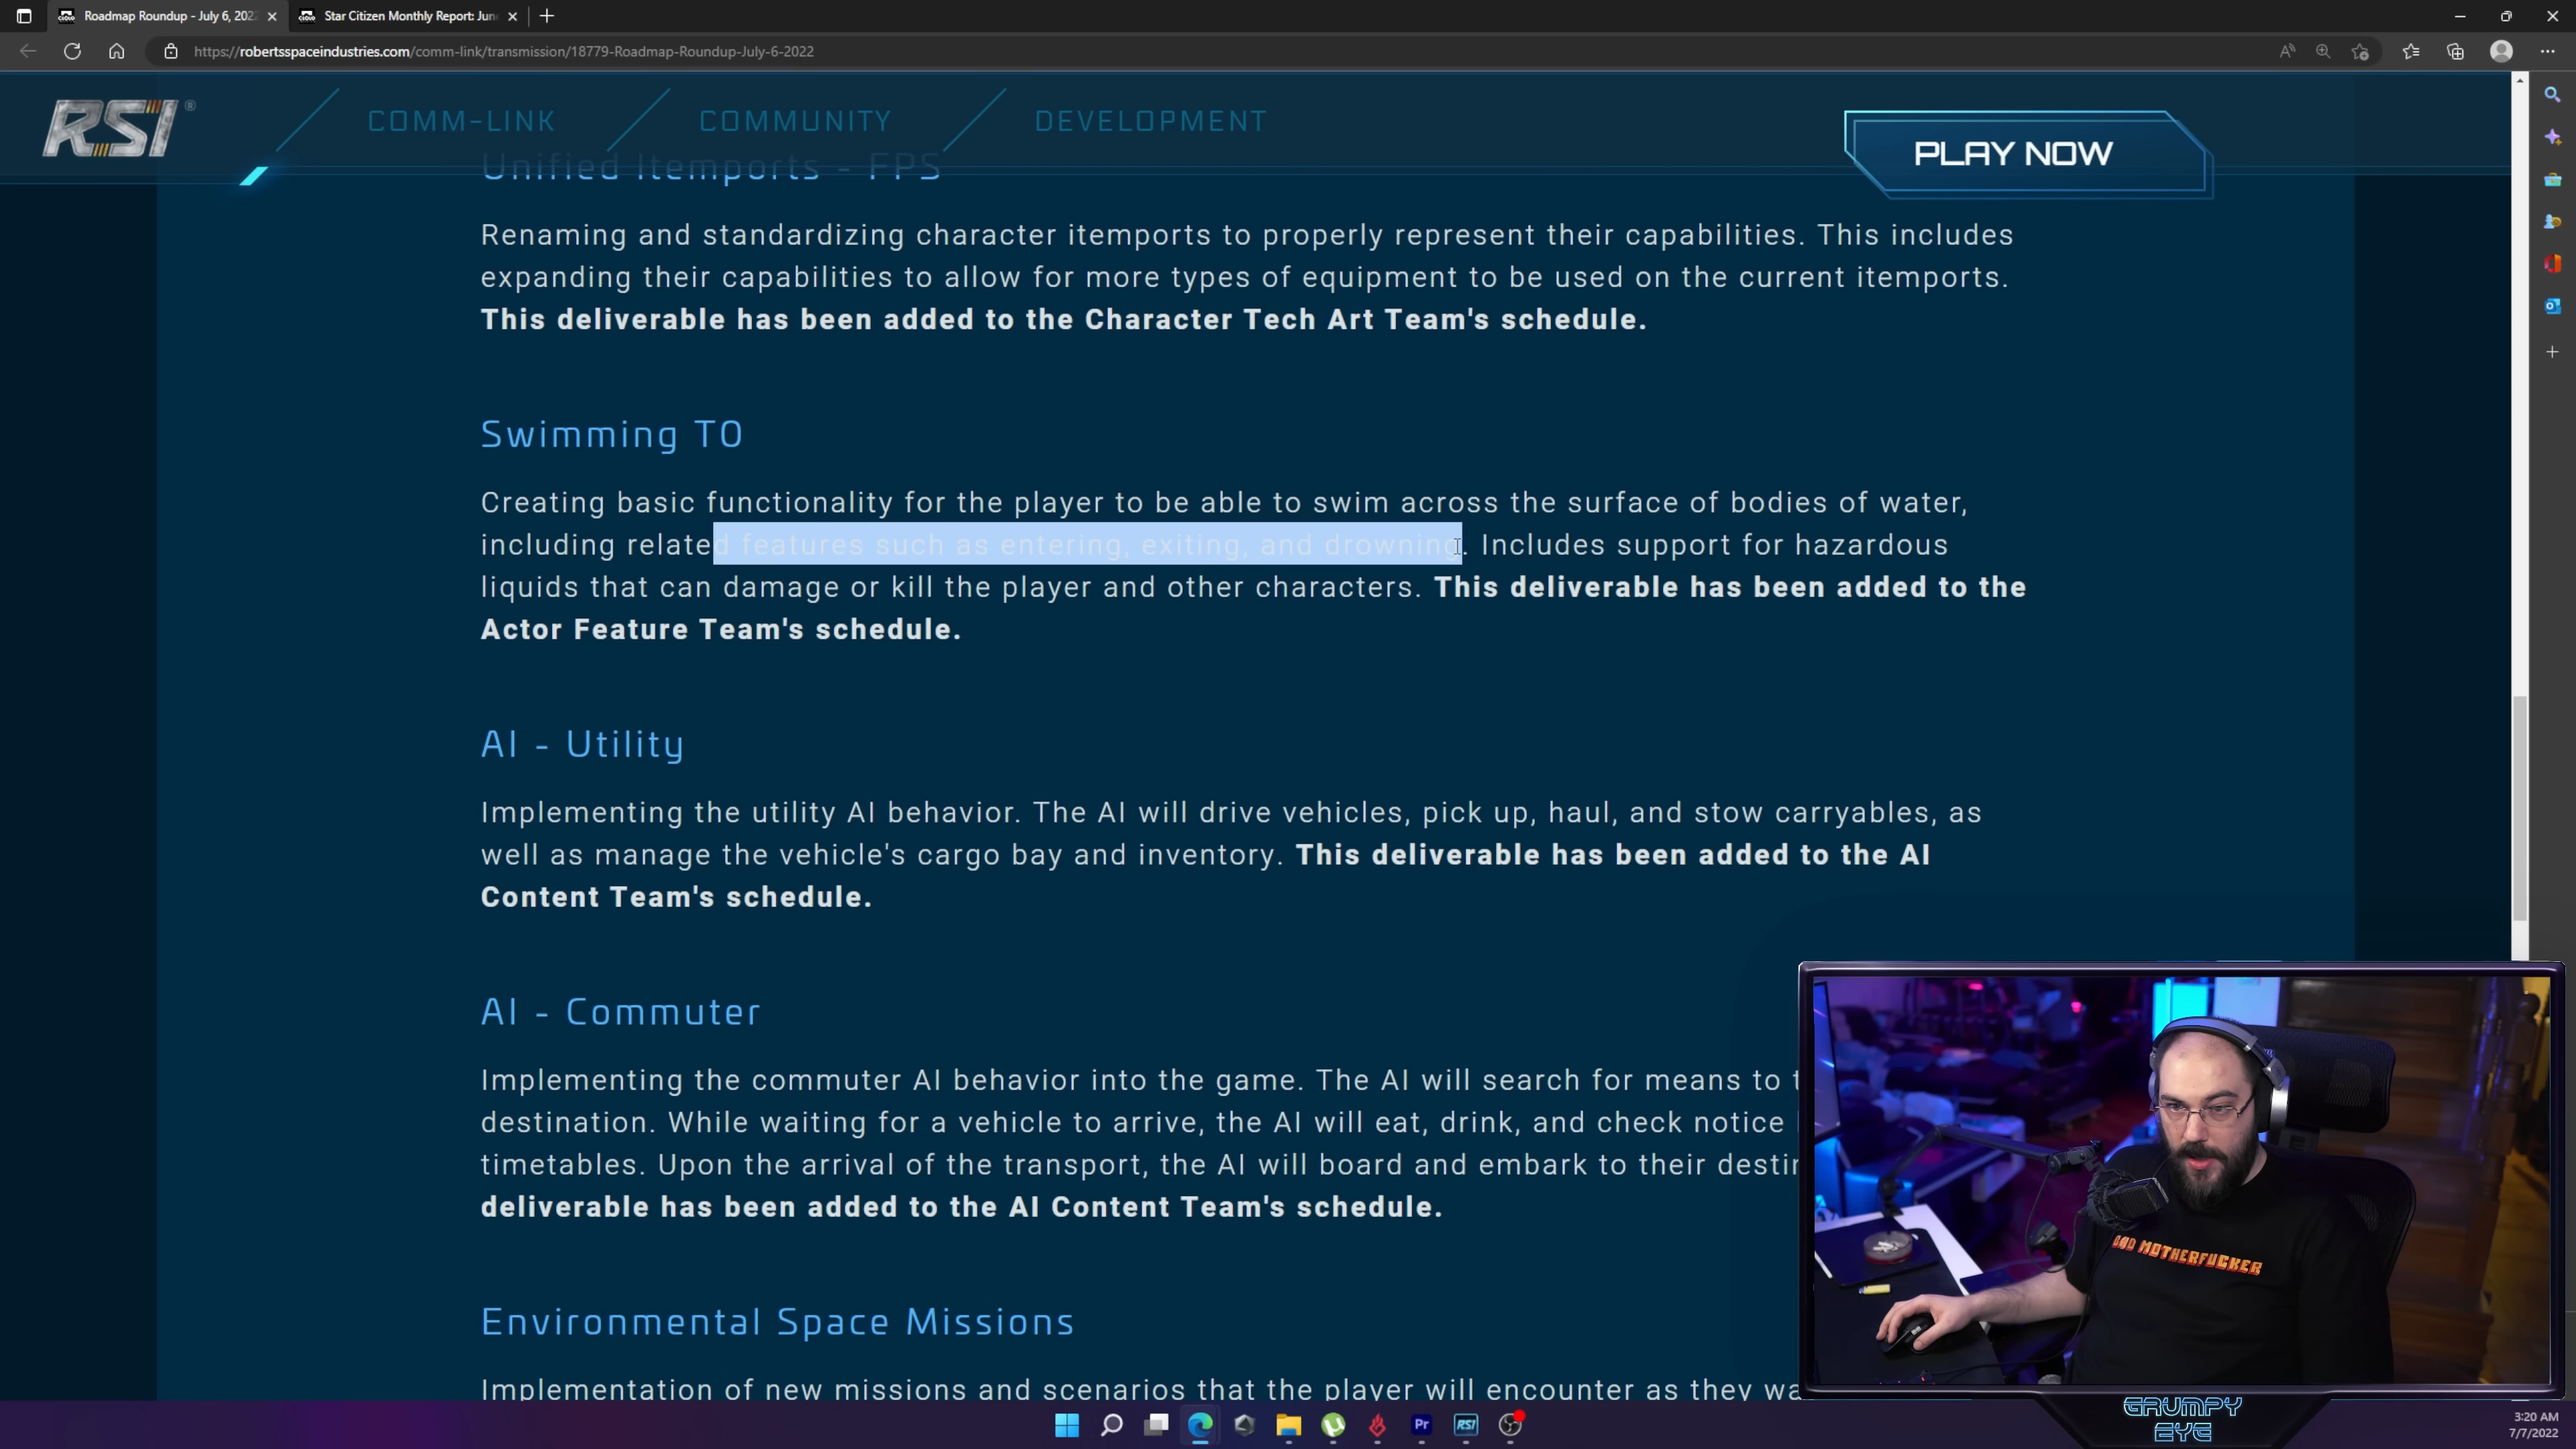 Roadmap Roundup - July 6, 202
Star Citizen Monthly Report: Jun
https://robertsspaceindustries.com/comm-link/transmission/18779-Roadmap-Roundup-July-6-2022
RSI ®
COMM-LINK
COMMUNITY
DEVELOPMENT
PLAY NOW
Unified Itemports - FPS
Renaming and standardizing character itemports to properly represent their capabilities. This includes
expanding their capabilities to allow for more types of equipment to be used on the current itemports.
This deliverable has been added to the Character Tech Art Team's schedule.
Swimming T0
Creating basic functionality for the player to be able to swim across the surface of bodies of water,
including related features such as entering, exiting, and drowning. Includes support for hazardous
liquids that can damage or kill the player and other characters. This deliverable has been added to the
Actor Feature Team's schedule.
AI - Utility
Implementing the utility AI behavior. The AI will drive vehicles, pick up, haul, and stow carryables, as
well as manage the vehicle's cargo bay and inventory. This deliverable has been added to the AI
Content Team's schedule.
AI - Commuter
Implementing the commuter AI behavior into the game. The AI will search for means to
destination. While waiting for a vehicle to arrive, the AI will eat, drink, and check notice
timetables. Upon the arrival of the transport, the AI will board and embark to their
deliverable has been added to the AI Content Team's schedule.
Environmental Space Missions
Implementation of new missions and scenarios that the player will encounter as they
BAD MOTHERFUCKER
GRUMPY
EYE
Pr
RSI
3:20 AM
7/7/2022